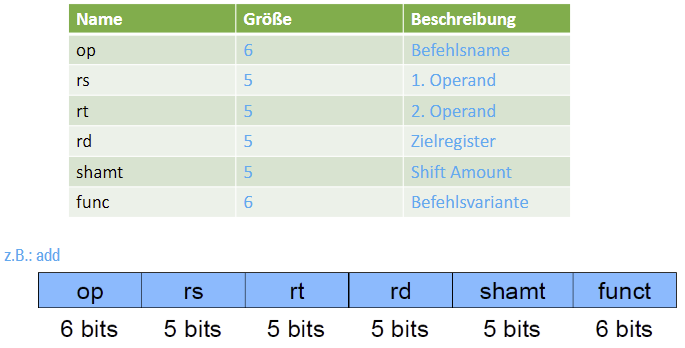 Name Größe Beschreibung
op 6 Befehlsname
rs 5 1. Operand
rt 5 2. Operand
rd 5 Zielregister
shamt 5 Shift Amount
func 6 Befehlsvariante
z.B.: add
op rs rt rd shamt funct
6 bits 5 bits 5 bits 5 bits 5 bits 6 bits